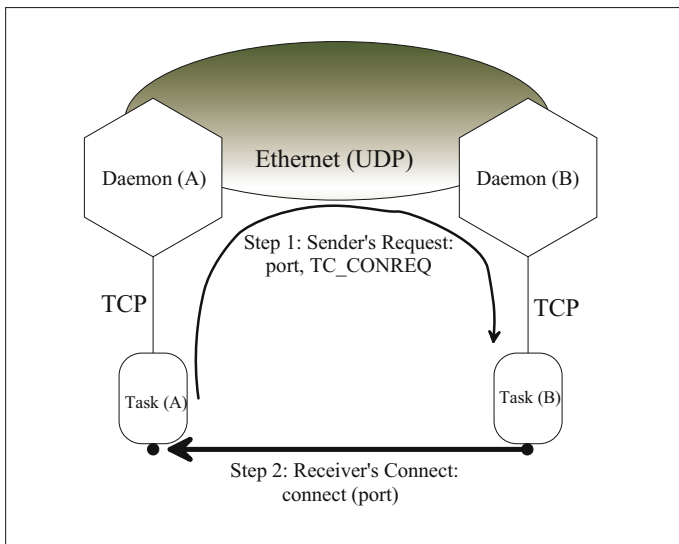 Ethernet (UDP)
Daemon (A)
Daemon (B)
Step 1: Sender's Request:
port, TC_CONREQ
TCP
TCP
Task (A)
Task (B)
Step 2: Receiver's Connect:
connect (port)